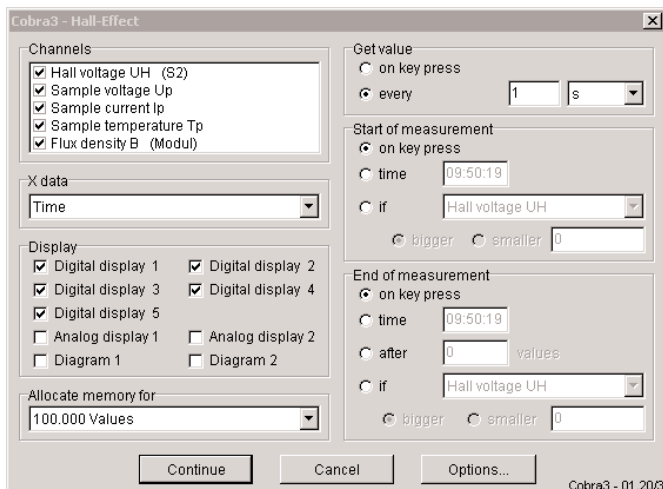 Cobra3 - Hall-Effect
Channels
Hall voltage UH (S2)
Sample voltage Up
Sample current Ip
Sample temperature Tp
Flux density B (Modul)
X data
Time
Display
Digital display 1 Digital display 2
Digital display 3 Digital display 4
Digital display 5
Analog display 1 Analog display 2
Diagram 1 Diagram 2
Allocate memory for
100.000 Values
Get value
on key press
every 1 s
Start of measurement
on key press
time 09:50:19
if Hall voltage UH
bigger smaller 0
End of measurement
on key press
time 09:50:19
after 0 values
if Hall voltage UH
bigger smaller 0
Continue Cancel Options...
Cobra3 - 01.20/3